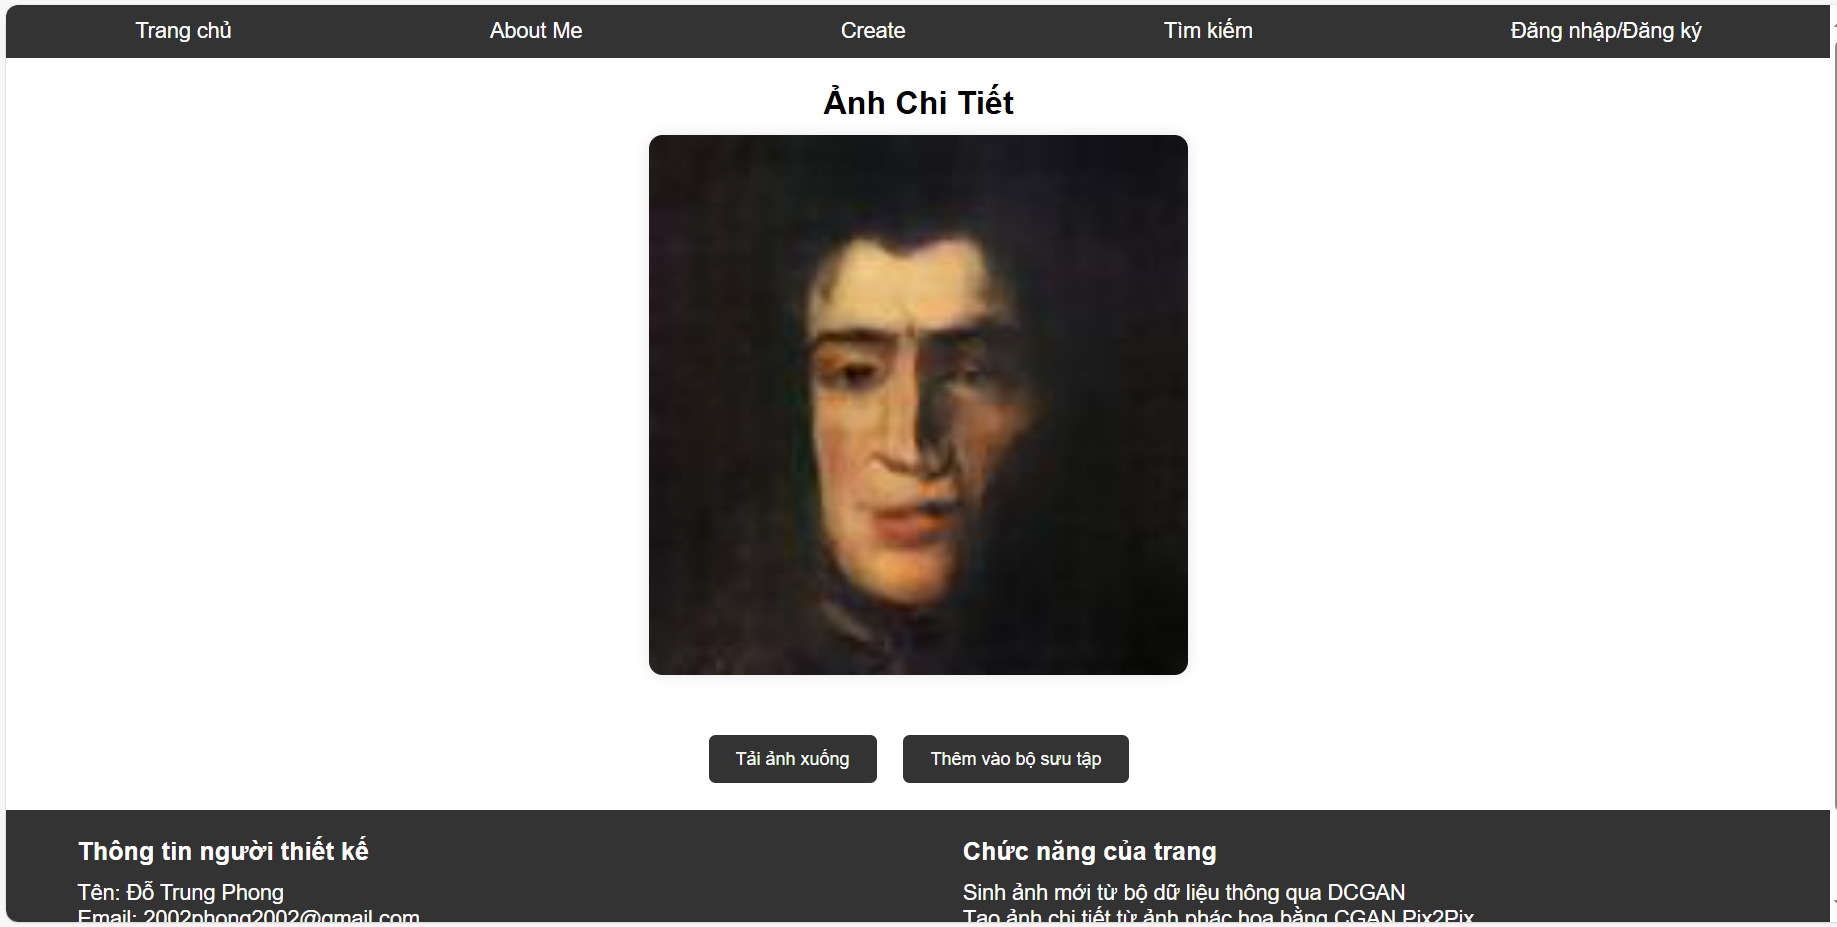 Trang chủ About Me Create Tìm kiếm Đăng nhập/Đăng ký
Ảnh Chi Tiết
Tải ảnh xuống Thêm vào bộ sưu tập
Thông tin người thiết kế
Tên: Đỗ Trung Phong
Email: 2002phong2002@gmail.com
Chức năng của trang
Sinh ảnh mới từ bộ dữ liệu thông qua DCGAN
Tạo ảnh chi tiết từ ảnh phác họa bằng CGAN Pix2Pix